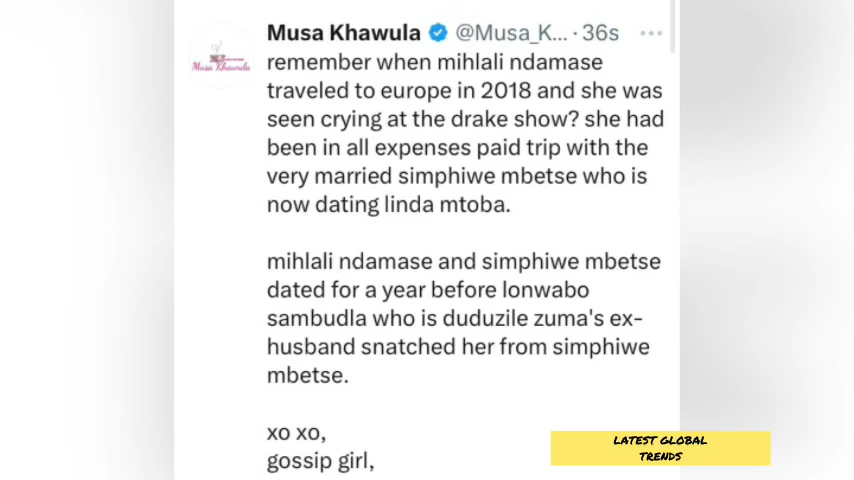 Musa Khawula @Musa_K... · 36s
Musa Khawula
remember when mihlali ndamase
traveled to europe in 2018 and she was
seen crying at the drake show? she had
been in all expenses paid trip with the
very married simphiwe mbetse who is
now dating linda mtoba.
mihlali ndamase and simphiwe mbetse
dated for a year before lonwabo
sambudla who is duduzile zuma's ex-
husband snatched her from simphiwe
mbetse.
xo xo,
gossip girl,
LATEST GLOBAL
TRENDS